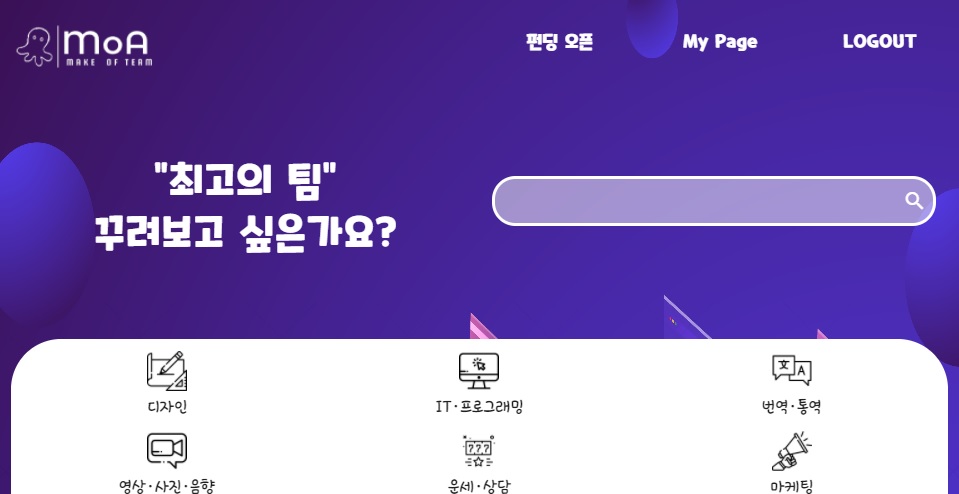 MoA
MAKE OF TEAM
펀딩 오픈
My Page
LOGOUT
"최고의 팀"
꾸려보고 싶은가요?
文 A
디자인
IT·프로그래밍
번역·통역
???
영상·사진·음향
운세·상담
마케팅